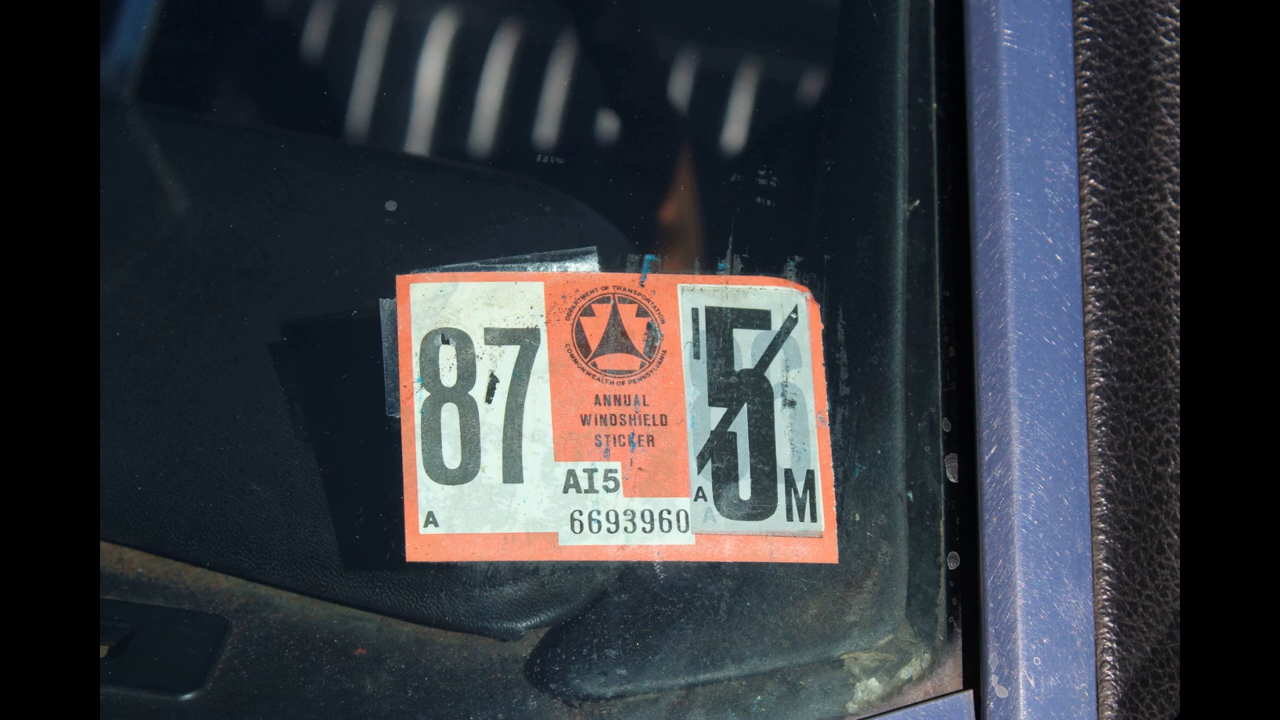 87
A
DEPARTMENT OF TRANSPORTATION
COMMONWEALTH OF PENNSYLVANIA
ANNUAL
WINDSHIELD
STICKER
AI5
6693960
5
A
M